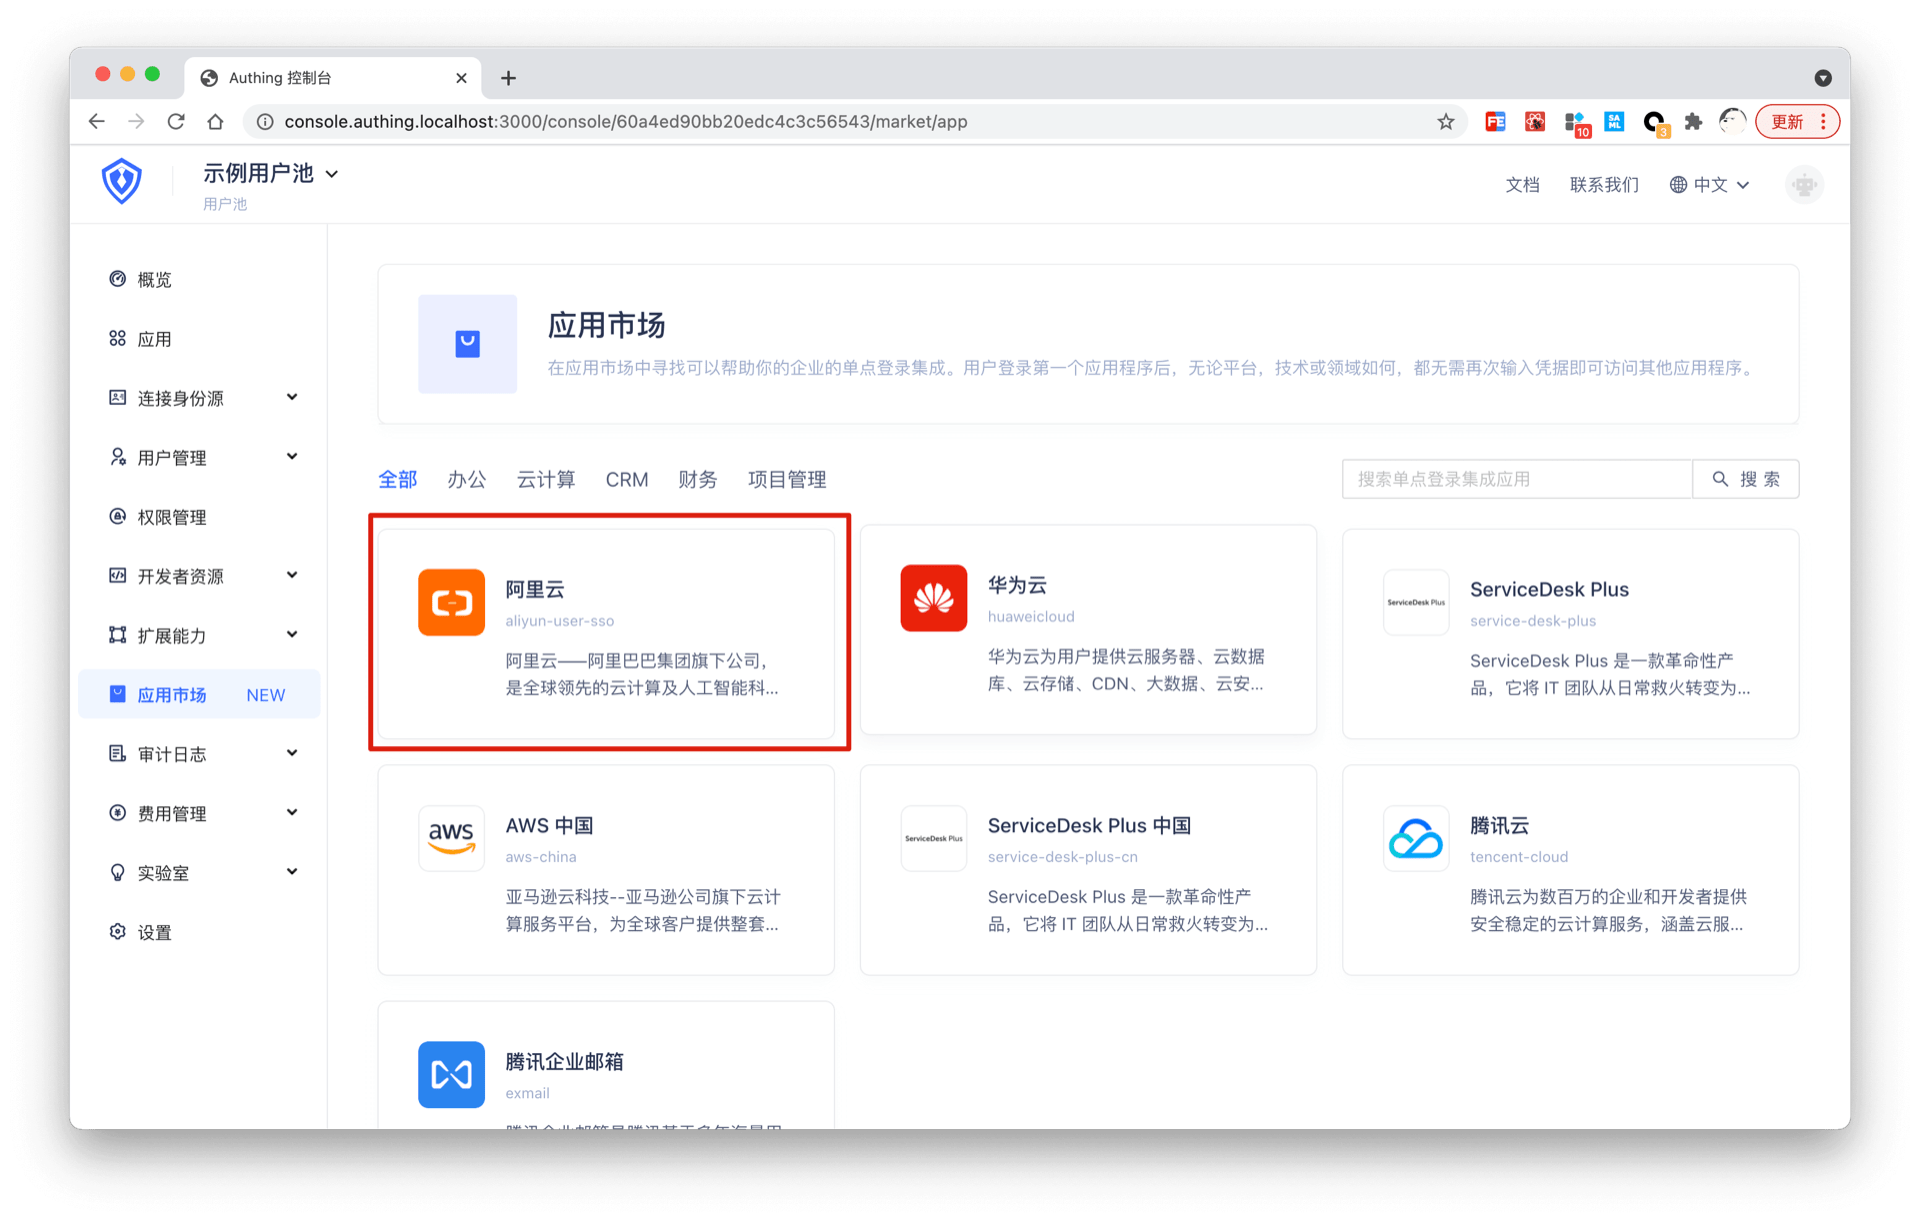 Authing 控制台
console.authing.localhost:3000/console/60a4ed90bb20edc4c3c56543/market/app
FE
10
SA
ML
3
更新
示例用户池
用户池
文档
联系我们
中文
概览
应用
连接身份源
用户管理
权限管理
开发者资源
扩展能力
应用市场 NEW
审计日志
费用管理
实验室
设置
应用市场
在应用市场中寻找可以帮助你的企业的单点登录集成。用户登录第一个应用程序后，无论平台，技术或领域如何，都无需再次输入凭据即可访问其他应用程序。
全部 办公 云计算 CRM 财务 项目管理
搜索单点登录集成应用
搜 索
阿里云
aliyun-user-sso
阿里云——阿里巴巴集团旗下公司，
是全球领先的云计算及人工智能科...
华为云
huaweicloud
华为云为用户提供云服务器、云数据
库、云存储、CDN、大数据、云安...
ServiceDesk Plus
ServiceDesk Plus
service-desk-plus
ServiceDesk Plus 是一款革命性产
品，它将 IT 团队从日常救火转变为...
aws
AWS 中国
aws-china
亚马逊云科技--亚马逊公司旗下云计
算服务平台，为全球客户提供整套...
ServiceDesk Plus
ServiceDesk Plus 中国
service-desk-plus-cn
ServiceDesk Plus 是一款革命性产
品，它将 IT 团队从日常救火转变为...
腾讯云
tencent-cloud
腾讯云为数百万的企业和开发者提供
安全稳定的云计算服务，涵盖云服...
腾讯企业邮箱
exmail